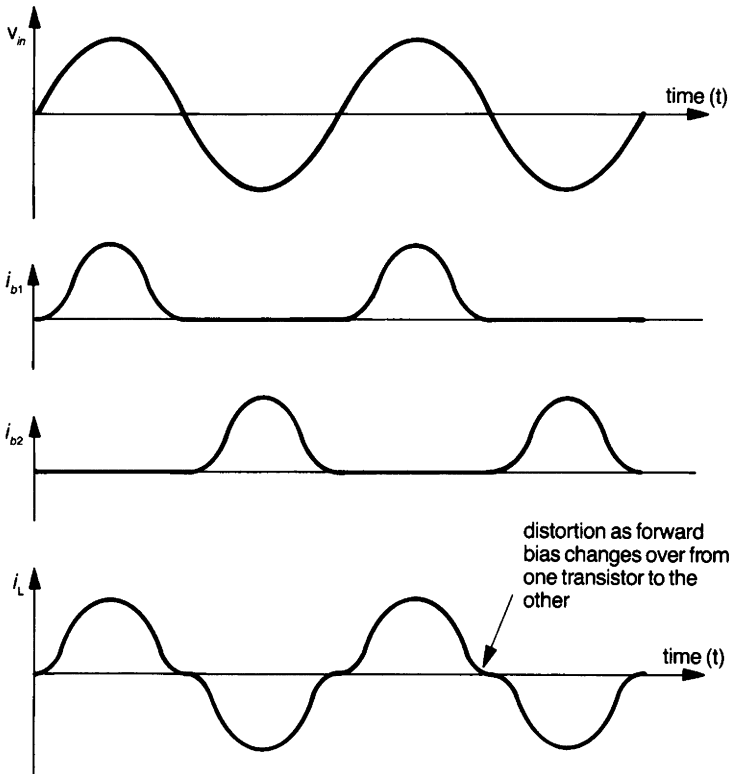 v_in
time (t)
i_b1
i_b2
distortion as forward
bias changes over from
one transistor to the
other
i_L
time (t)